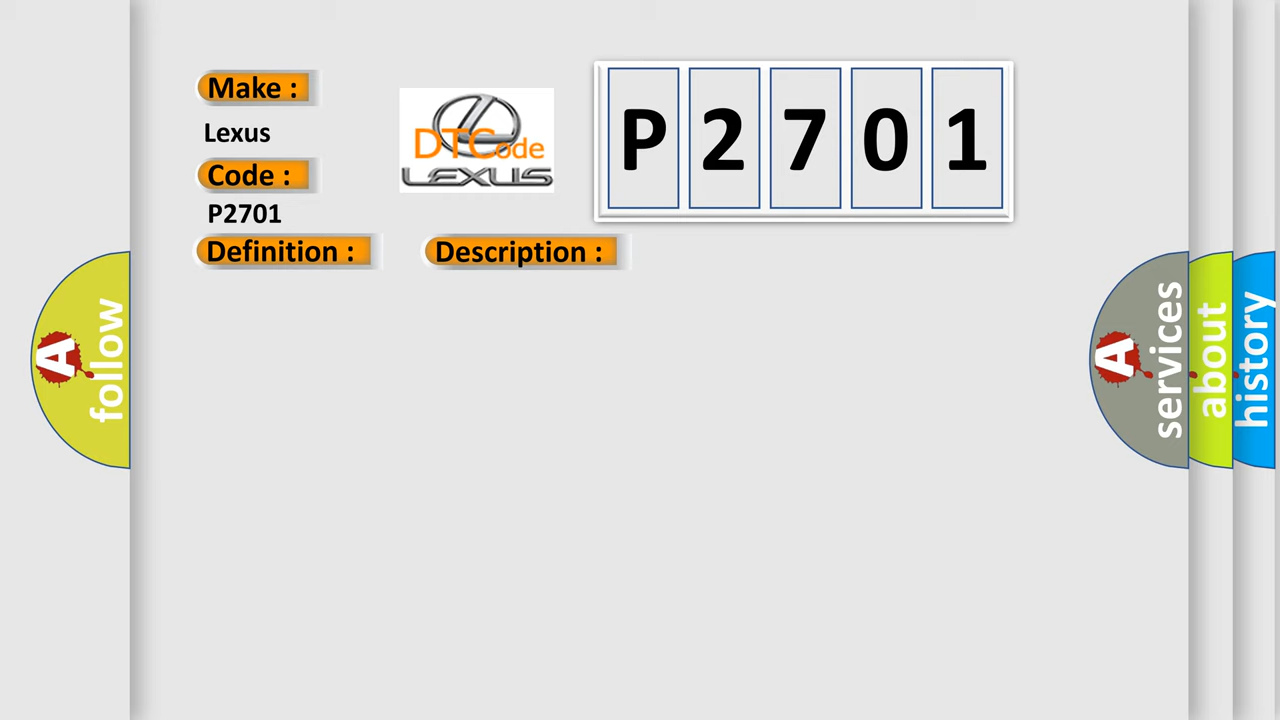 Make :
Lexus
Code :
P2701
Definition :
Description :
DTCode
LEXUS
P 2 7 0 1
A
follow
A
services
about
history